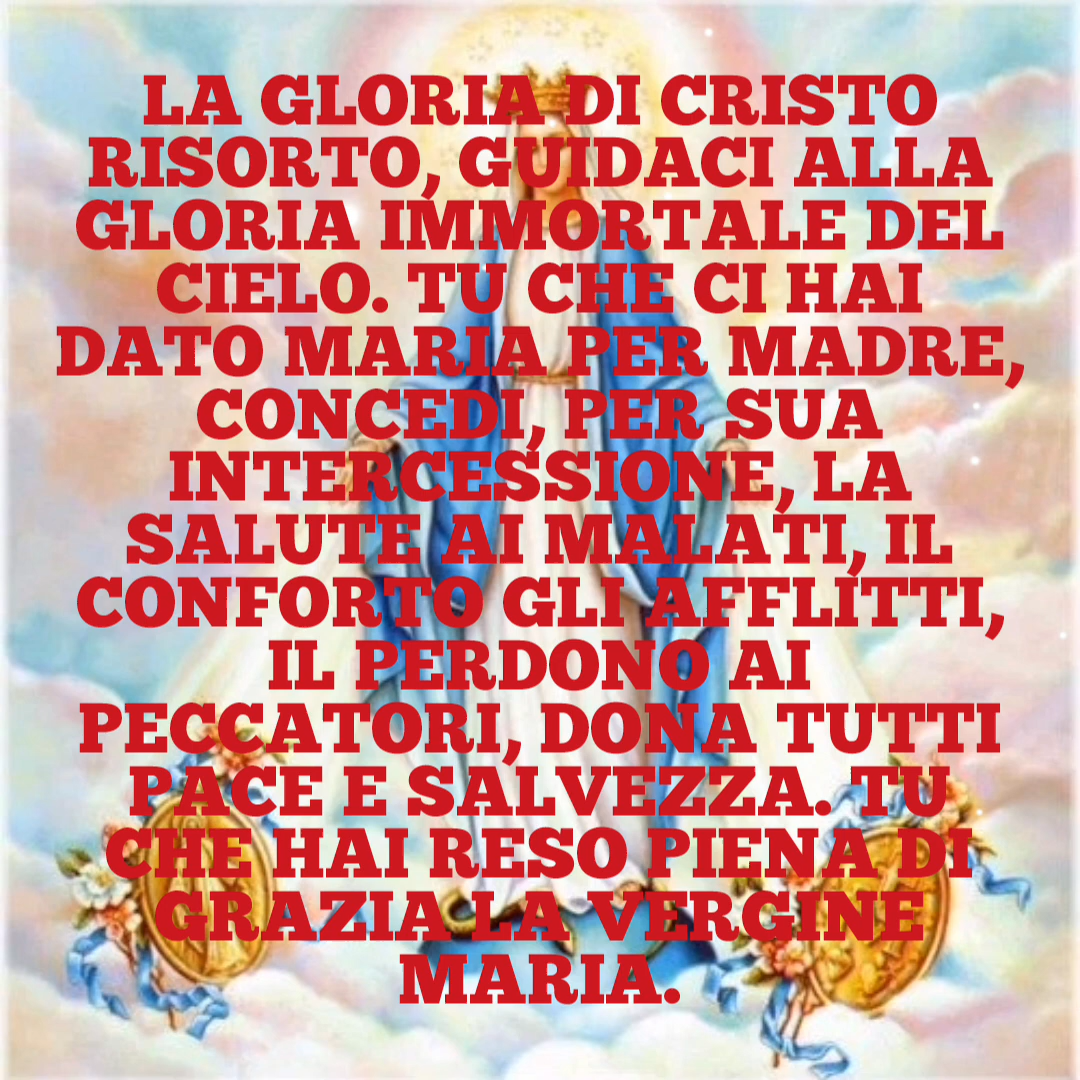 LA GLORIA DI CRISTO
RISORTO, GUIDACI ALLA
GLORIA IMMORTALE DEL
CIELO. TU CHE CI HAI
DATO MARIA PER MADRE,
CONCEDI, PER SUA
INTERCESSIONE, LA
SALUTE AI MALATI, IL
CONFORTO GLI AFFLITTI,
IL PERDONO AI
PECCATORI, DONA TUTTI
PACE E SALVEZZA. TU
CHE HAI RESO PIENA DI
GRAZIA LA VERGINE
MARIA.